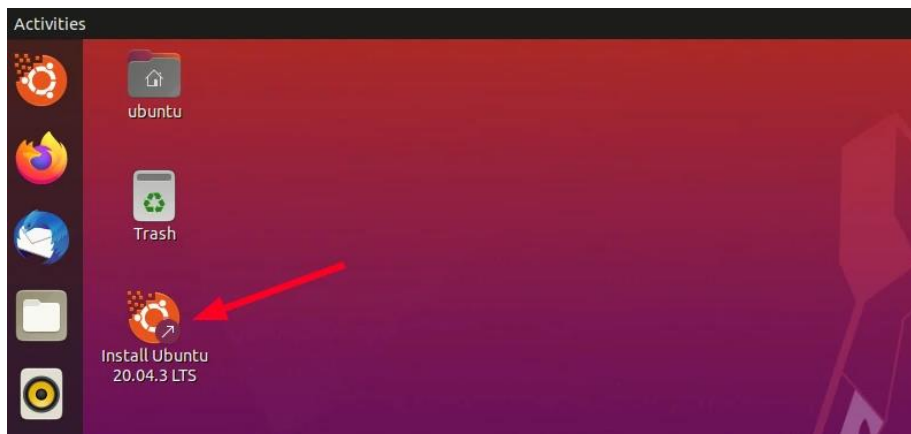 Activities
ubuntu
Trash
Install Ubuntu
20.04.3 LTS